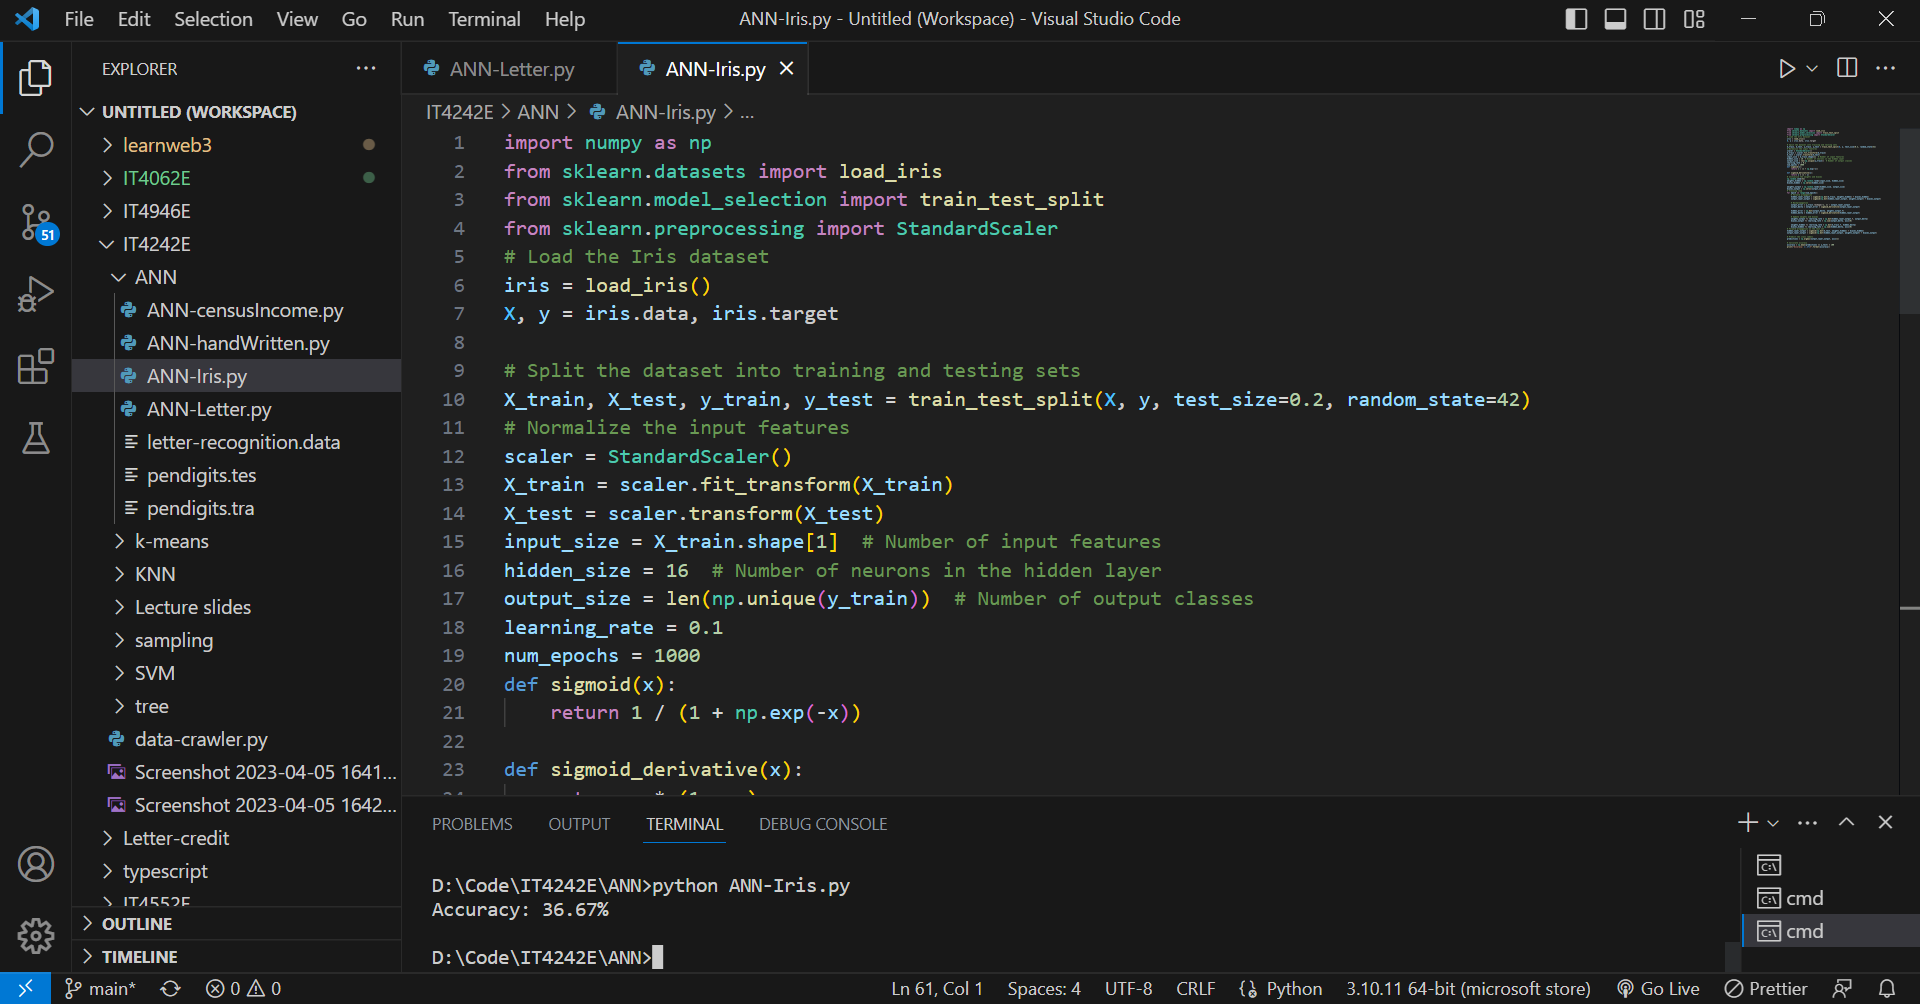 File Edit Selection View Go Run Terminal Help
ANN-Iris.py - Untitled (Workspace) - Visual Studio Code
EXPLORER
UNTITLED (WORKSPACE)
learnweb3
IT4062E
IT4946E
IT4242E
ANN
ANN-censusIncome.py
ANN-handWritten.py
ANN-Iris.py
ANN-Letter.py
letter-recognition.data
pendigits.tes
pendigits.tra
k-means
KNN
Lecture slides
sampling
SVM
tree
data-crawler.py
Screenshot 2023-04-05 1641...
Screenshot 2023-04-05 1642...
Letter-credit
typescript
IT4552E
OUTLINE
TIMELINE
51
ANN-Letter.py ANN-Iris.py
IT4242E > ANN > ANN-Iris.py > ...
1 import numpy as np
2 from sklearn.datasets import load_iris
3 from sklearn.model_selection import train_test_split
4 from sklearn.preprocessing import StandardScaler
5 # Load the Iris dataset
6 iris = load_iris()
7 X, y = iris.data, iris.target
8
9 # Split the dataset into training and testing sets
10 X_train, X_test, y_train, y_test = train_test_split(X, y, test_size=0.2, random_state=42)
11 # Normalize the input features
12 scaler = StandardScaler()
13 X_train = scaler.fit_transform(X_train)
14 X_test = scaler.transform(X_test)
15 input_size = X_train.shape[1]  # Number of input features
16 hidden_size = 16  # Number of neurons in the hidden layer
17 output_size = len(np.unique(y_train))  # Number of output classes
18 learning_rate = 0.1
19 num_epochs = 1000
20 def sigmoid(x):
21     return 1 / (1 + np.exp(-x))
22
23 def sigmoid_derivative(x):
PROBLEMS OUTPUT TERMINAL DEBUG CONSOLE
D:\Code\IT4242E\ANN>python ANN-Iris.py
Accuracy: 36.67%
D:\Code\IT4242E\ANN>
cmd
cmd
main* 0 0 Ln 61, Col 1 Spaces: 4 UTF-8 CRLF Python 3.10.11 64-bit (microsoft store) Go Live Prettier